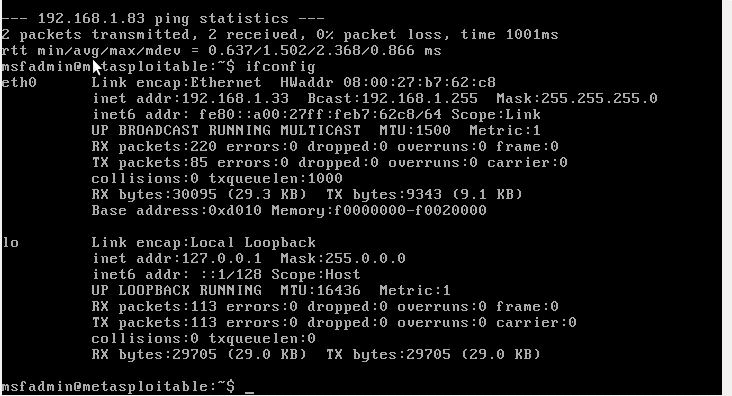 --- 192.168.1.83 ping statistics ---
2 packets transmitted, 2 received, 0% packet loss, time 1001ms
rtt min/avg/max/mdev = 0.637/1.502/2.368/0.866 ms
msfadmin@metasploitable:~$ ifconfig
eth0      Link encap:Ethernet  HWaddr 08:00:27:b7:62:c8
          inet addr:192.168.1.33  Bcast:192.168.1.255  Mask:255.255.255.0
          inet6 addr: fe80::a00:27ff:feb7:62c8/64 Scope:Link
          UP BROADCAST RUNNING MULTICAST  MTU:1500  Metric:1
          RX packets:220 errors:0 dropped:0 overruns:0 frame:0
          TX packets:85 errors:0 dropped:0 overruns:0 carrier:0
          collisions:0 txqueuelen:1000
          RX bytes:30095 (29.3 KB)  TX bytes:9343 (9.1 KB)
          Base address:0xd010 Memory:f0000000-f0020000
lo        Link encap:Local Loopback
          inet addr:127.0.0.1  Mask:255.0.0.0
          inet6 addr: ::1/128 Scope:Host
          UP LOOPBACK RUNNING  MTU:16436  Metric:1
          RX packets:113 errors:0 dropped:0 overruns:0 frame:0
          TX packets:113 errors:0 dropped:0 overruns:0 carrier:0
          collisions:0 txqueuelen:0
          RX bytes:29705 (29.0 KB)  TX bytes:29705 (29.0 KB)
msfadmin@metasploitable:~$ _